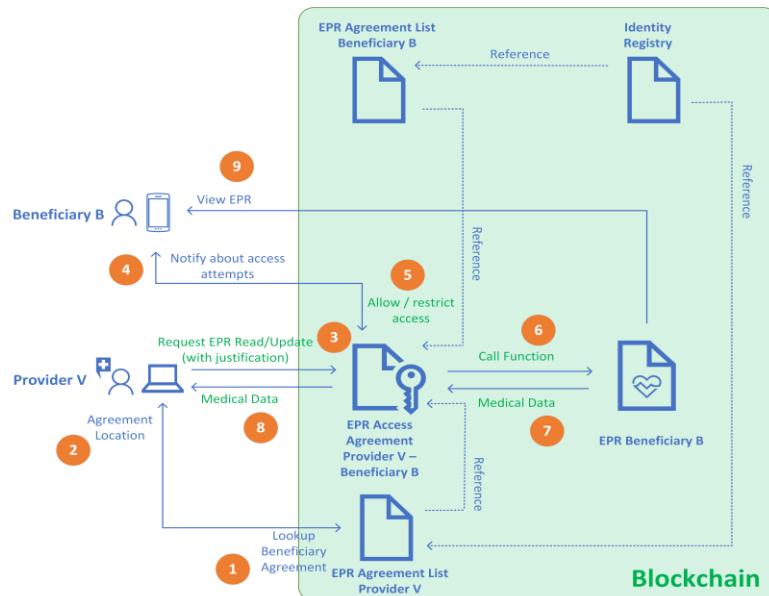 EPR Agreement List
Beneficiary B
Identity
Registry
Reference
Reference
9
View EPR
Beneficiary B
4
Notify about access
attempts
Reference
5
Allow / restrict
access
Request EPR Read/Update
(with justification)
3
6
Call Function
Provider V
Medical Data
8
Medical Data
7
Agreement
Location
2
EPR Access
Agreement
Provider V –
Beneficiary B
EPR Beneficiary B
Reference
1
Lookup
Beneficiary
Agreement
EPR Agreement List
Provider V
Blockchain